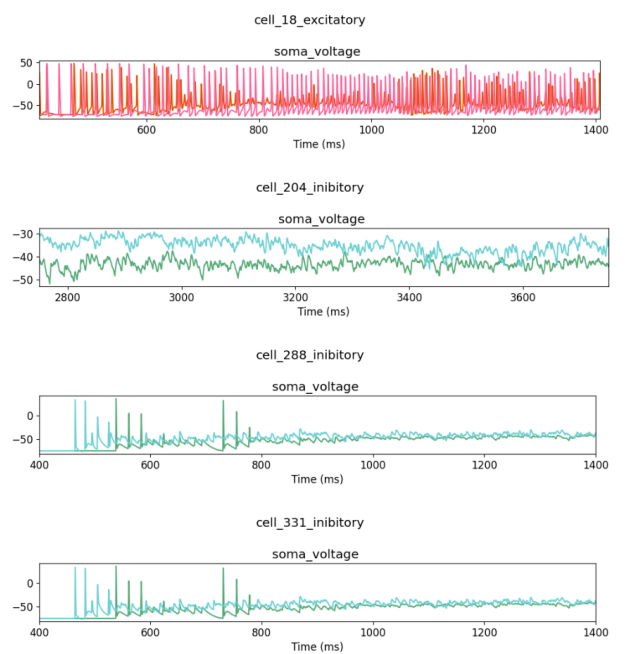 cell_18_excitatory
soma_voltage
50
0
−50
600 800 1000 1200 1400
Time (ms)
cell_204_inibitory
soma_voltage
−30
−40
−50
2800 3000 3200 3400 3600
Time (ms)
cell_288_inibitory
soma_voltage
0
−50
400 600 800 1000 1200 1400
Time (ms)
cell_331_inibitory
soma_voltage
0
−50
400 600 800 1000 1200 1400
Time (ms)